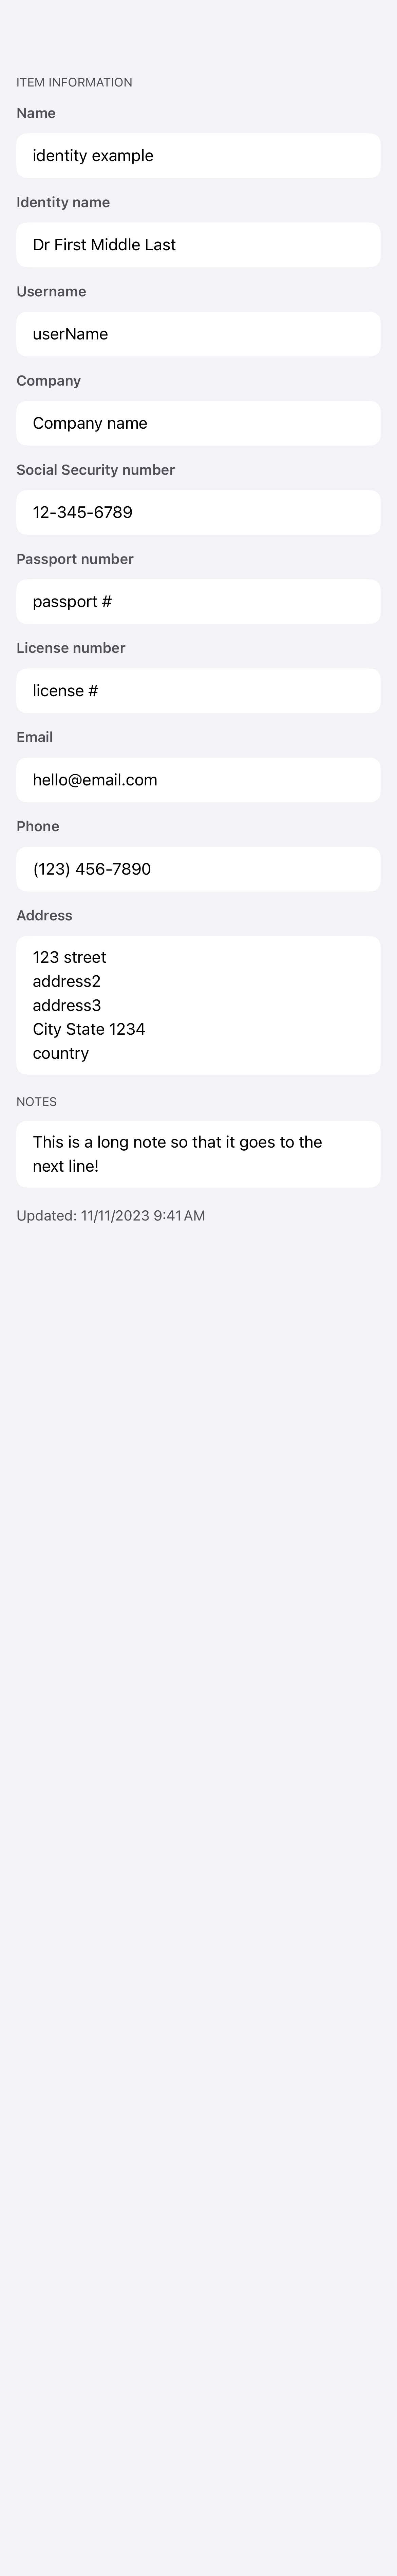 ITEM INFORMATION
Name
identity example
Identity name
Dr First Middle Last
Username
userName
Company
Company name
Social Security number
12-345-6789
Passport number
passport #
License number
license #
Email
hello@email.com
Phone
(123) 456-7890
Address
123 street
address2
address3
City State 1234
country
NOTES
This is a long note so that it goes to the
next line!
Updated: 11/11/2023 9:41 AM